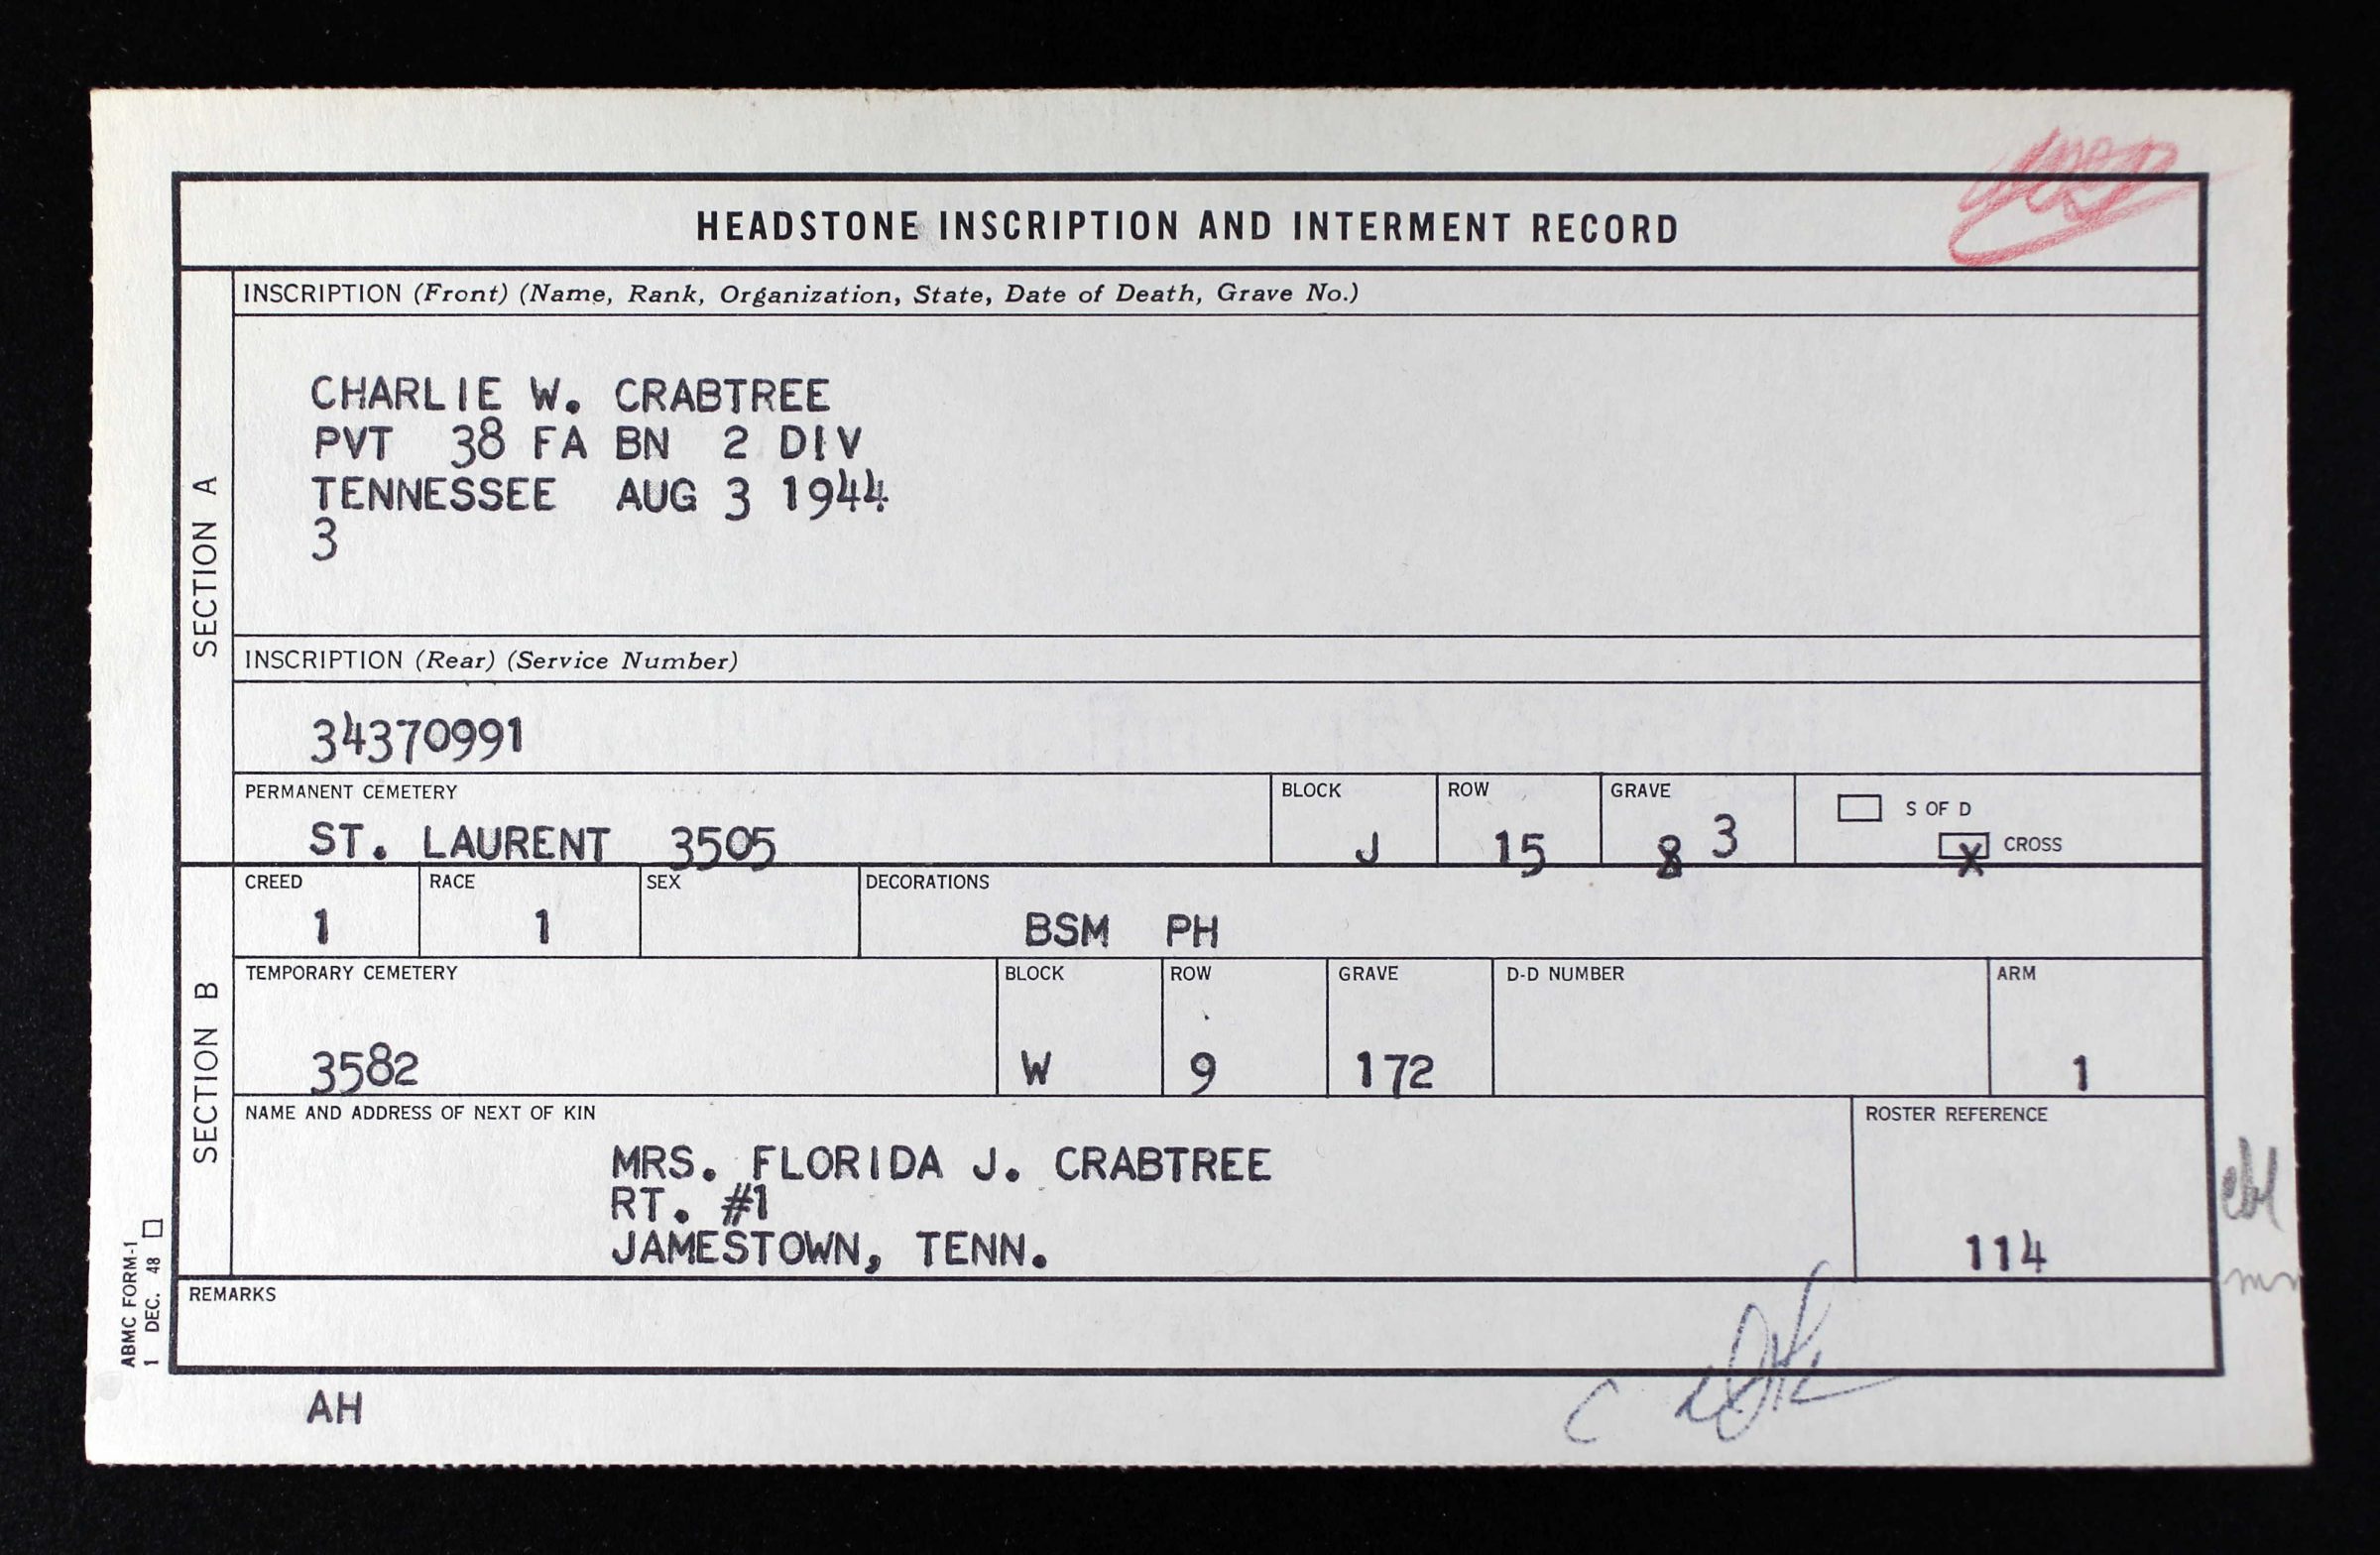 HEADSTONE INSCRIPTION AND INTERMENT RECORD
SECTION A
INSCRIPTION (Front) (Name, Rank, Organization, State, Date of Death, Grave No.)
CHARLIE W. CRABTREE
PVT 38 FA BN 2 DIV
TENNESSEE AUG 3 1944
3
INSCRIPTION (Rear) (Service Number)
34370991
PERMANENT CEMETERY BLOCK ROW GRAVE S OF D
ST. LAURENT 3505 J 15 3 X CROSS
SECTION B
CREED RACE SEX DECORATIONS
1 1 BSM PH
TEMPORARY CEMETERY BLOCK ROW GRAVE D-D NUMBER ARM
3582 W 9 172 1
NAME AND ADDRESS OF NEXT OF KIN ROSTER REFERENCE
MRS. FLORIDA J. CRABTREE
RT. #1
JAMESTOWN, TENN. 114
REMARKS
ABMC FORM-1
1 DEC. 48
AH